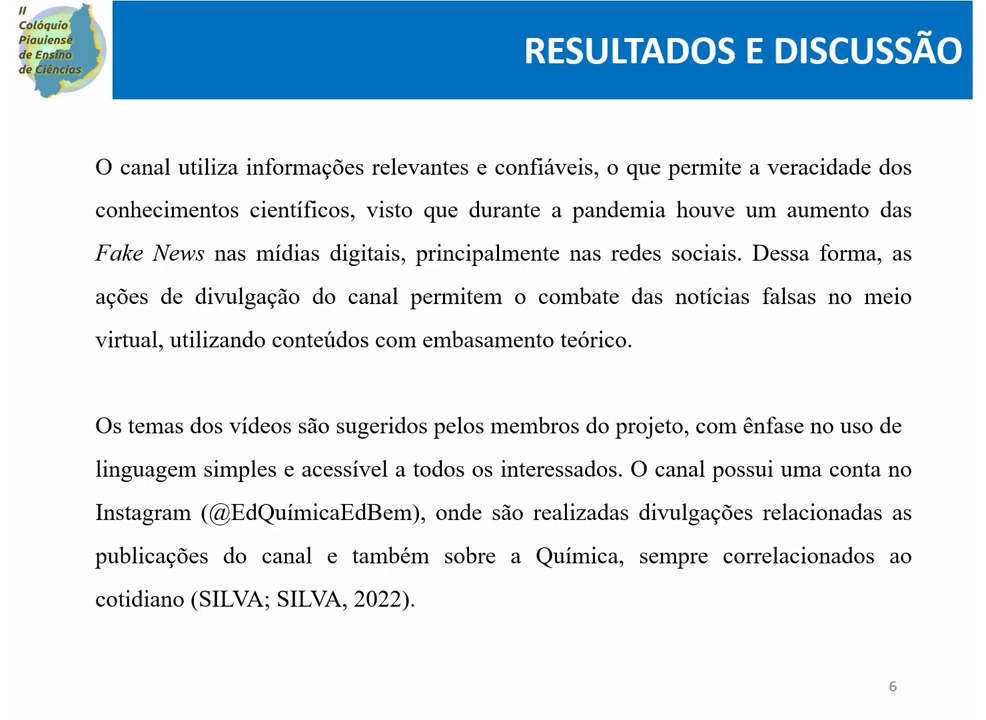 II
Colóquio
Piauiense
de Ensino
de Ciências
RESULTADOS E DISCUSSÃO
O canal utiliza informações relevantes e confiáveis, o que permite a veracidade dos
conhecimentos científicos, visto que durante a pandemia houve um aumento das
Fake News nas mídias digitais, principalmente nas redes sociais. Dessa forma, as
ações de divulgação do canal permitem o combate das notícias falsas no meio
virtual, utilizando conteúdos com embasamento teórico.
Os temas dos vídeos são sugeridos pelos membros do projeto, com ênfase no uso de
linguagem simples e acessível a todos os interessados. O canal possui uma conta no
Instagram (@EdQuímicaEdBem), onde são realizadas divulgações relacionadas as
publicações do canal e também sobre a Química, sempre correlacionados ao
cotidiano (SILVA; SILVA, 2022).
6